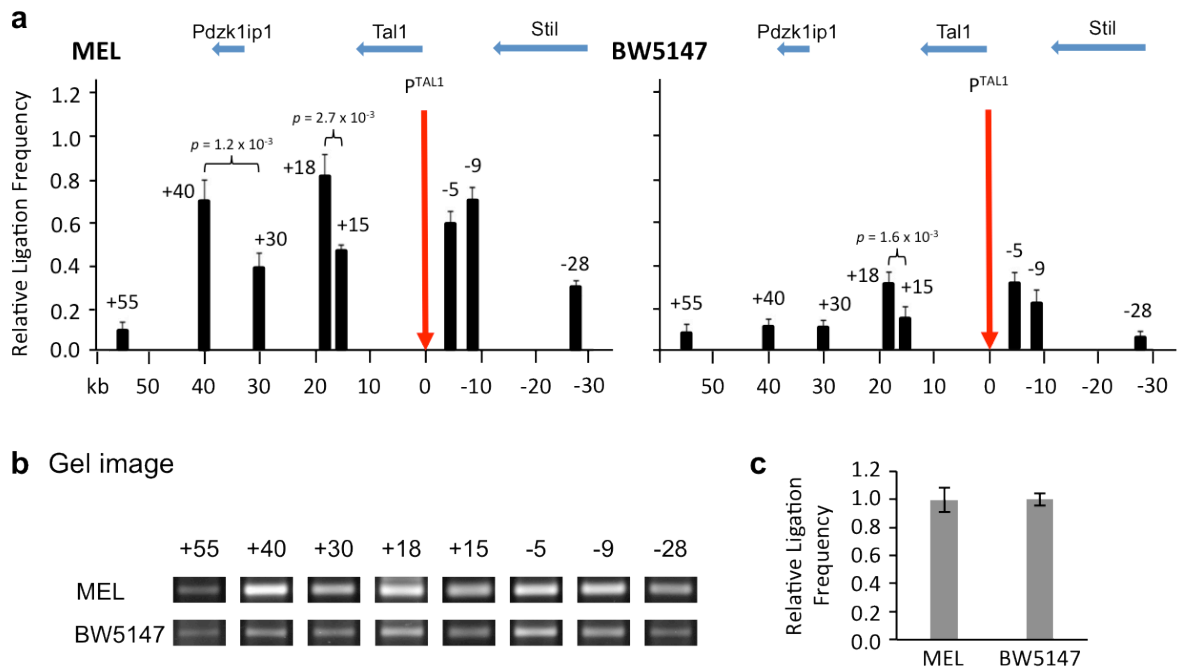 a
Pdzk1ip1 Tal1 Stil Pdzk1ip1 Tal1 Stil
MEL BW5147
Relative Ligation Frequency
1.2
1.0
0.8
0.6
0.4
0.2
0.0
PTAL1
p = 1.2 x 10-3
p = 2.7 x 10-3
+55 +40 +30 +18 +15 -5 -9 -28
kb 50 40 30 20 10 0 -10 -20 -30
PTAL1
p = 1.6 x 10-3
+55 +40 +30 +18 +15 -5 -9 -28
50 40 30 20 10 0 -10 -20 -30
b Gel image
+55 +40 +30 +18 +15 -5 -9 -28
MEL
BW5147
c
Relative Ligation
Frequency
1.2
1.0
0.8
0.6
0.4
0.2
0.0
MEL BW5147